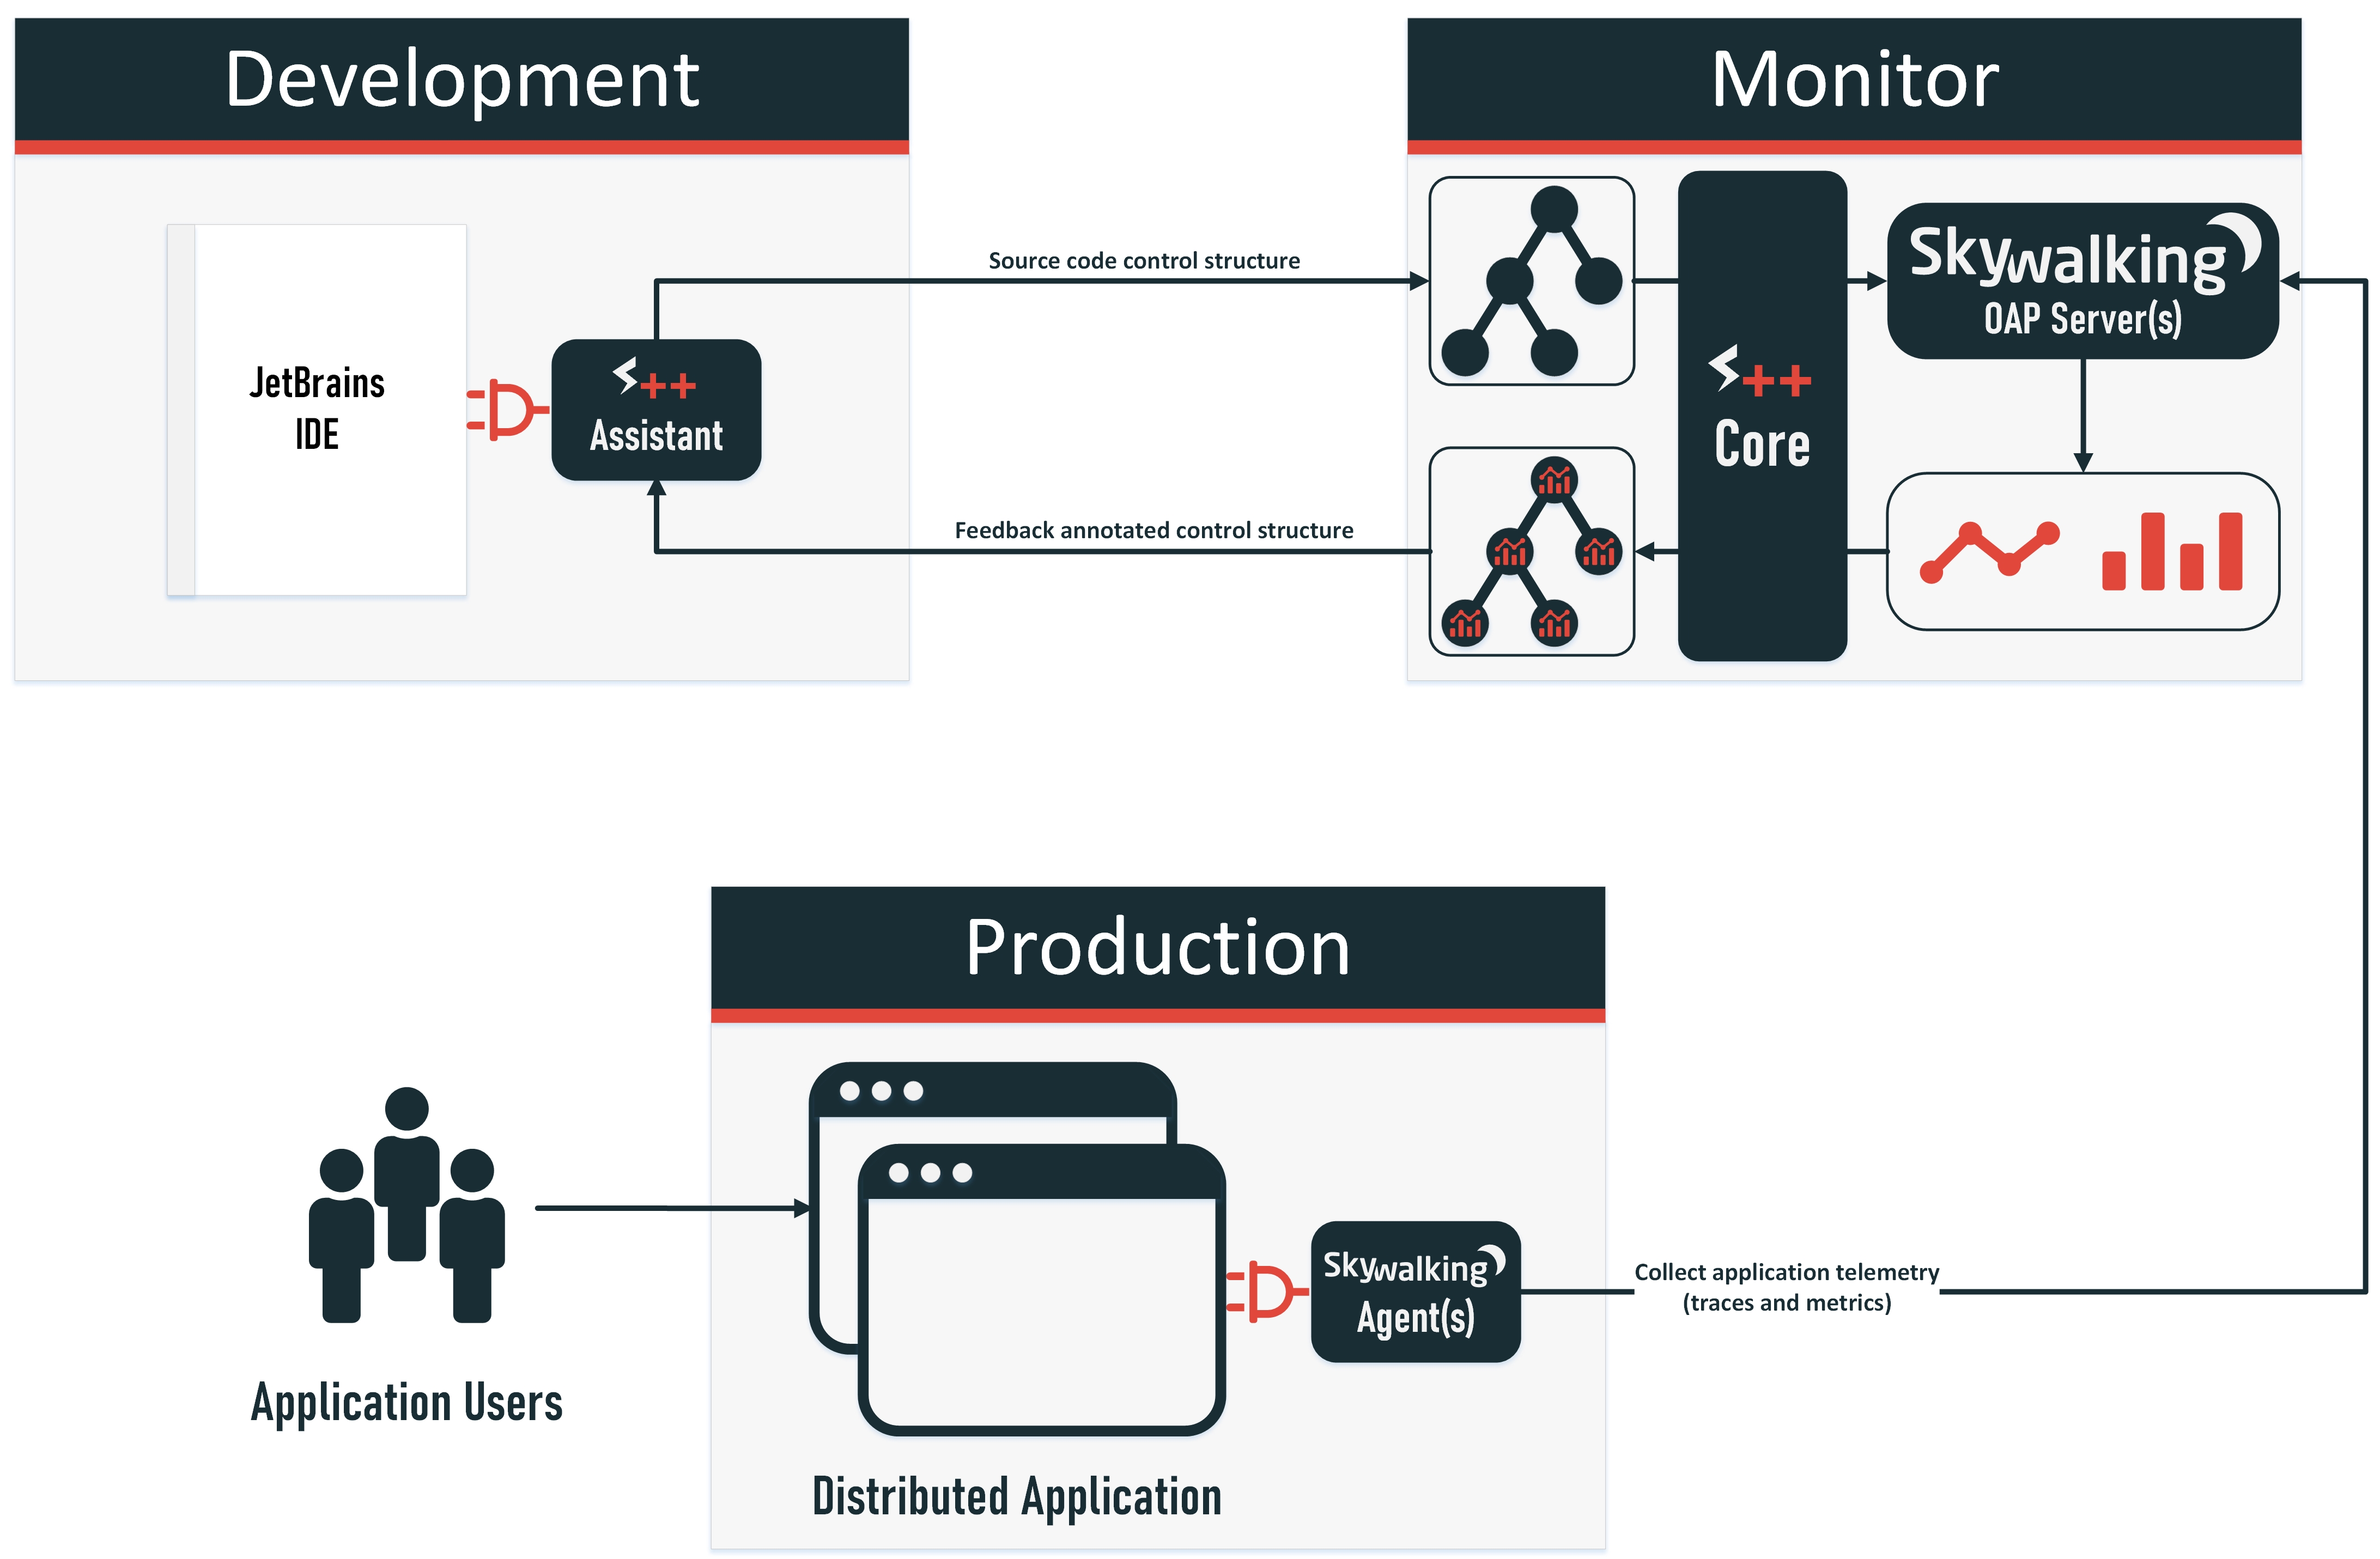 Development
Monitor
JetBrains
IDE
++
Assistant
Source code control structure
Feedback annotated control structure
++
Core
Skywalking
OAP Server(s)
Production
Application Users
Distributed Application
Skywalking
Agent(s)
Collect application telemetry
(traces and metrics)